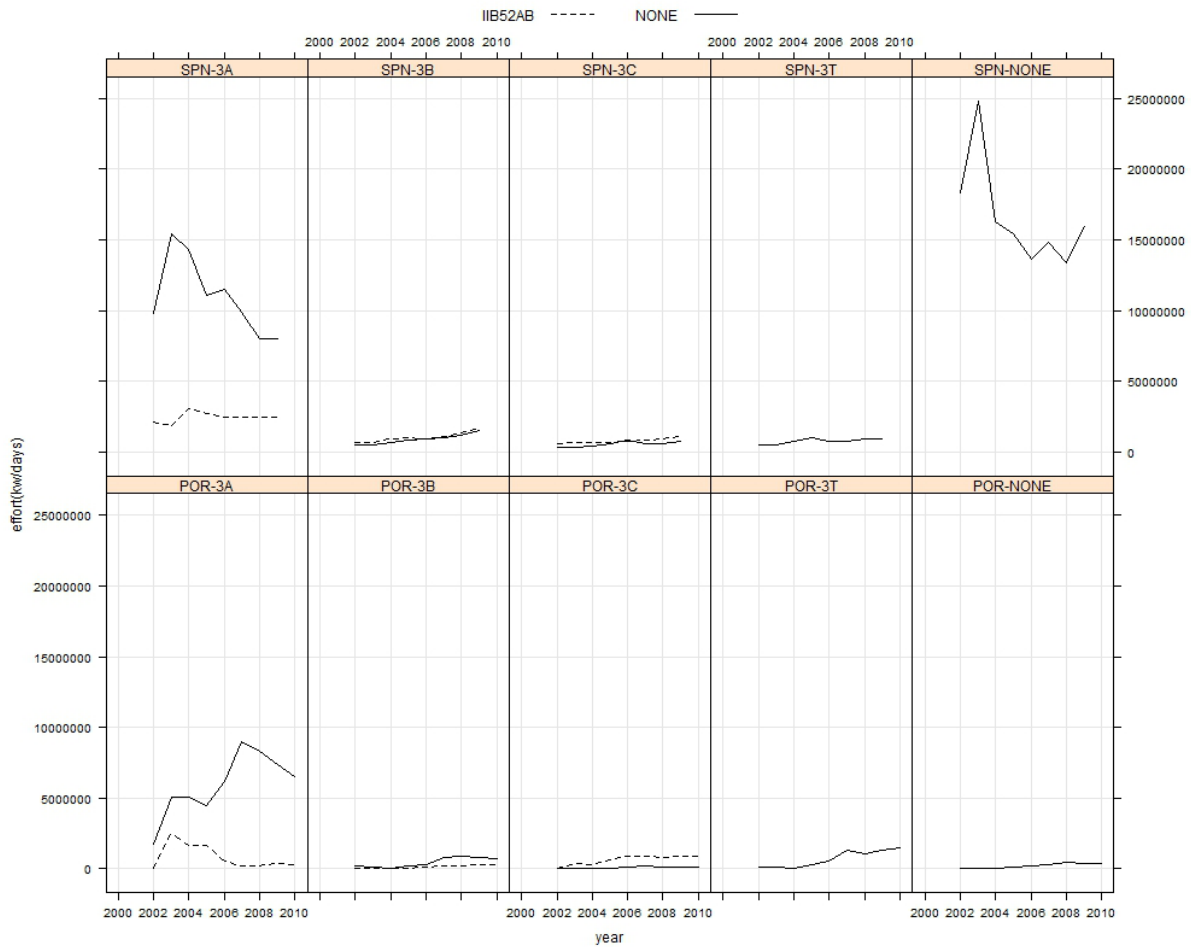 IIB52AB NONE
2000 2002 2004 2006 2008 2010 2000 2002 2004 2006 2008 2010
SPN-3A SPN-3B SPN-3C SPN-3T SPN-NONE
25000000
20000000
15000000
10000000
5000000
0
effort(kw/days)
POR-3A POR-3B POR-3C POR-3T POR-NONE
25000000
20000000
15000000
10000000
5000000
0
2000 2002 2004 2006 2008 2010 2000 2002 2004 2006 2008 2010 2000 2002 2004 2006 2008 2010
year